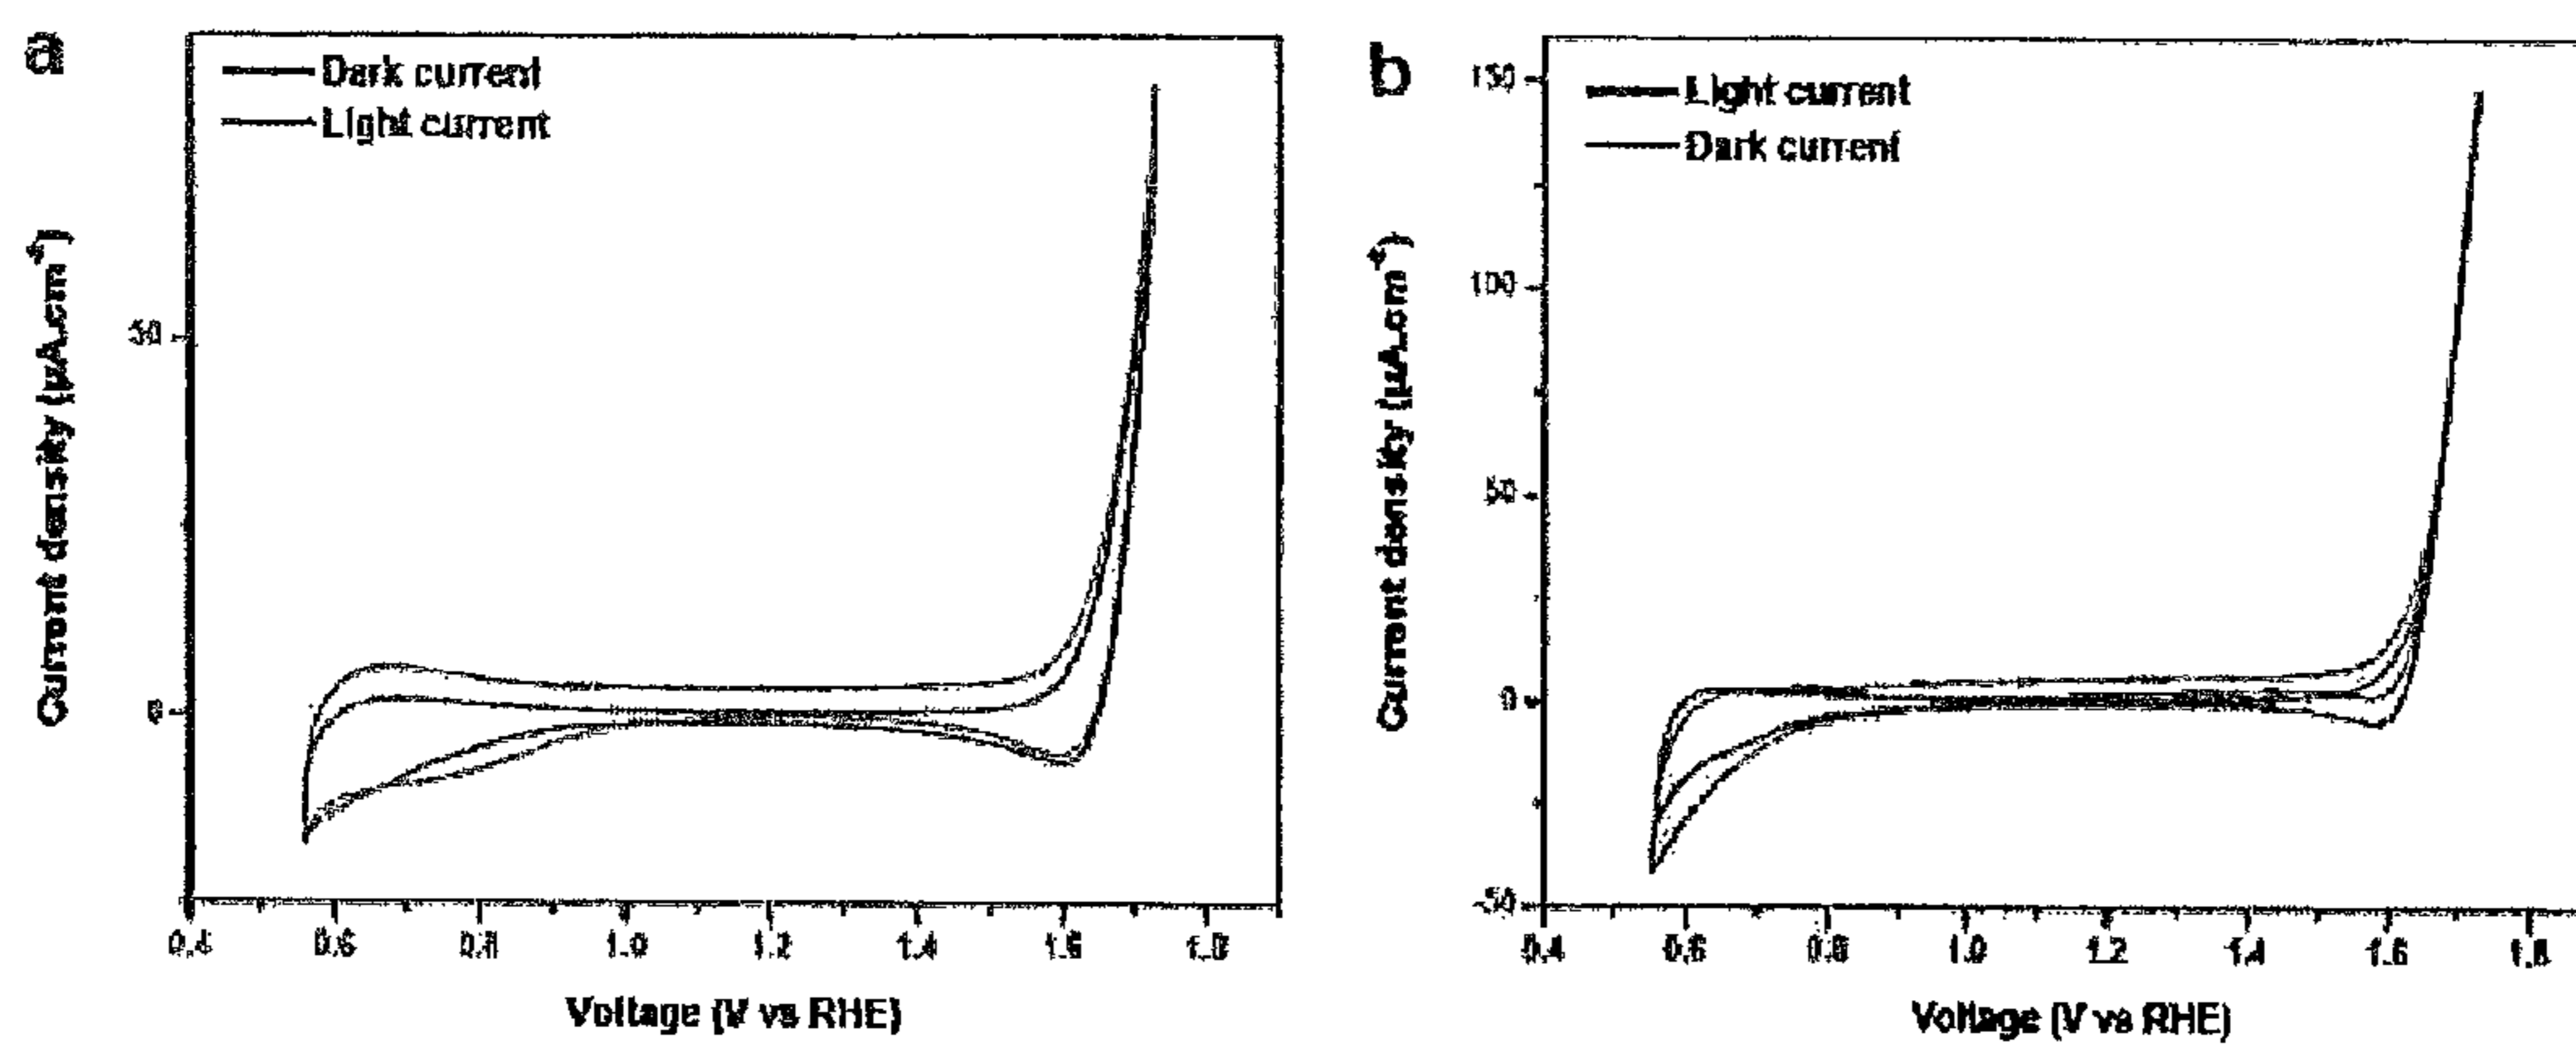 a
Dark current
Light current
Current density (µA.cm⁻²)
50
0
0.4 0.6 0.8 1.0 1.2 1.4 1.6 1.8
Voltage (V vs RHE)
b
Light current
Dark current
Current density (µA.cm⁻²)
150
100
50
0
-50
0.4 0.6 0.8 1.0 1.2 1.4 1.6 1.8
Voltage (V vs RHE)